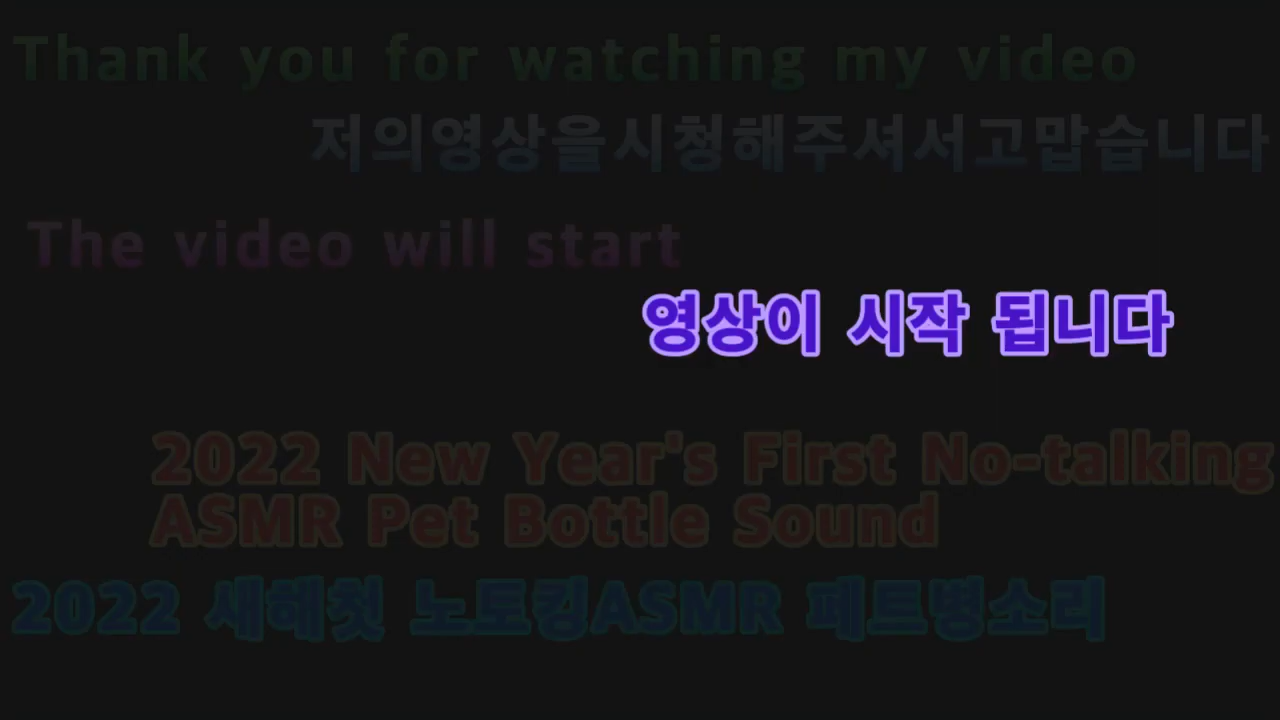 Thank you for watching my video
저의영상을시청해주셔서고맙습니다
The video will start
영상이 시작 됩니다
2022 New Year's First No-talking
ASMR Pet Bottle Sound
2022 새해첫 노토킹ASMR 페트병소리